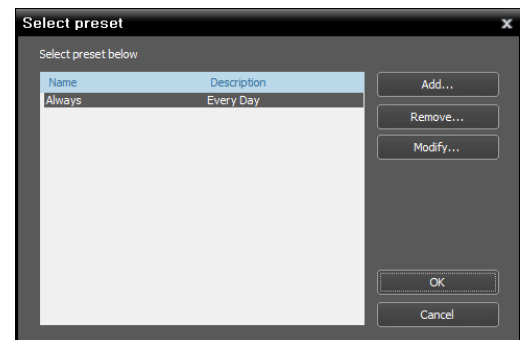 Select preset
x
Select preset below
Name Description
Always Every Day
Add...
Remove...
Modify...
OK
Cancel